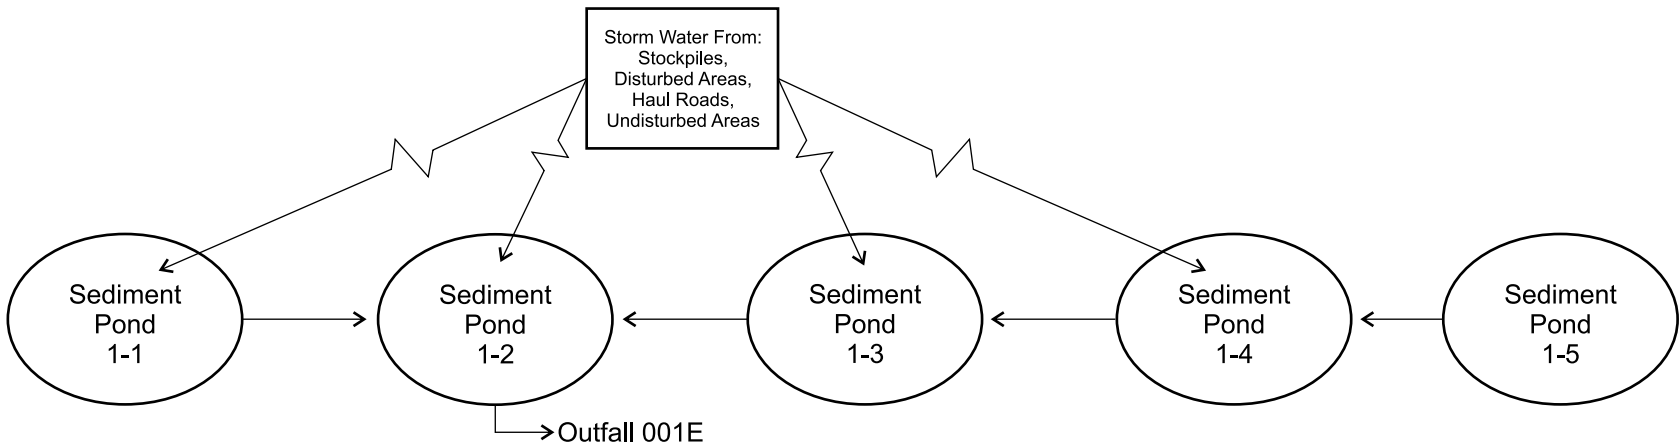 Storm Water From:
Stockpiles,
Disturbed Areas,
Haul Roads,
Undisturbed Areas
Sediment
Pond
1-1
Sediment
Pond
1-2
Sediment
Pond
1-3
Sediment
Pond
1-4
Sediment
Pond
1-5
Outfall 001E